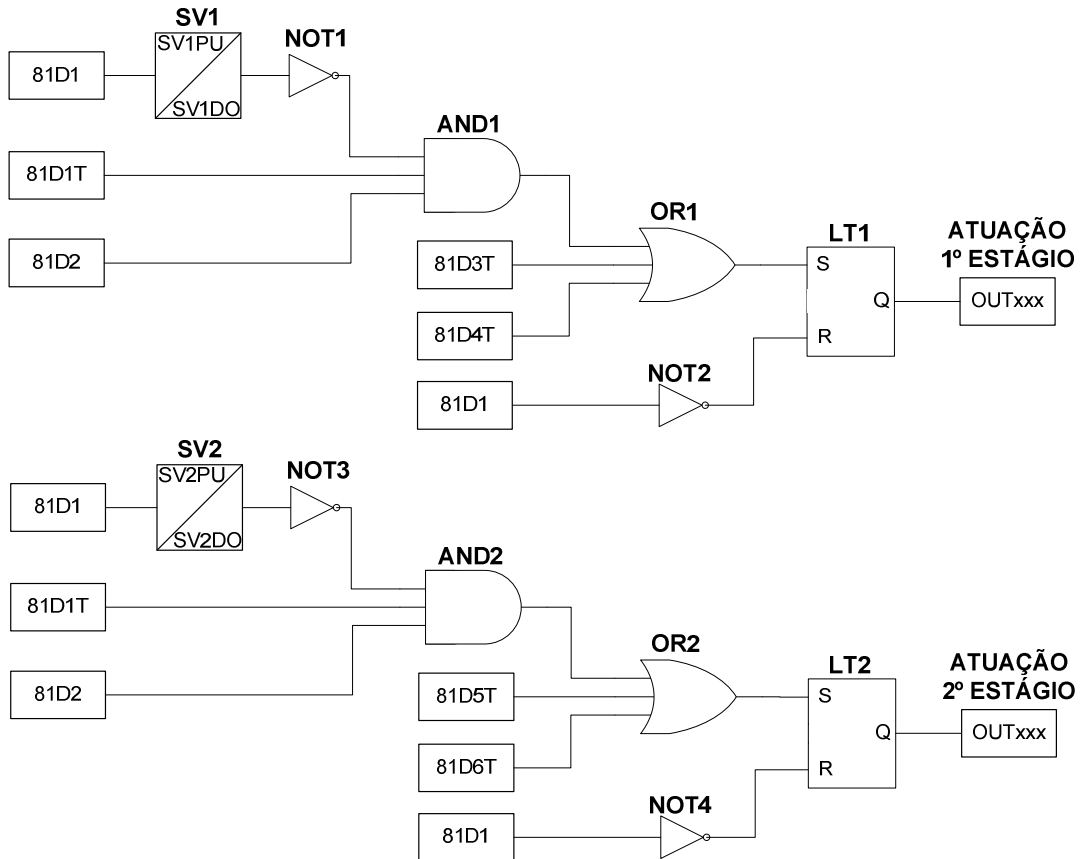 SV1
SV1PU
SV1DO
NOT1
81D1
AND1
81D1T
81D2
OR1
81D3T
81D4T
81D1
NOT2
LT1
S
Q
R
ATUAÇÃO
1º ESTÁGIO
OUTxxx
SV2
SV2PU
SV2DO
NOT3
81D1
AND2
81D1T
81D2
OR2
81D5T
81D6T
81D1
NOT4
LT2
S
Q
R
ATUAÇÃO
2º ESTÁGIO
OUTxxx